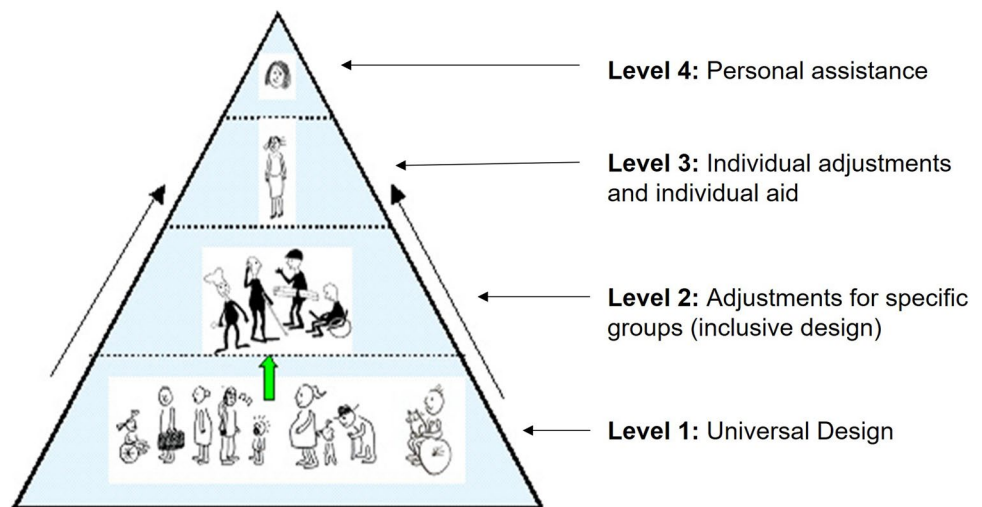 Level 4: Personal assistance
Level 3: Individual adjustments
and individual aid
Level 2: Adjustments for specific
groups (inclusive design)
Level 1: Universal Design